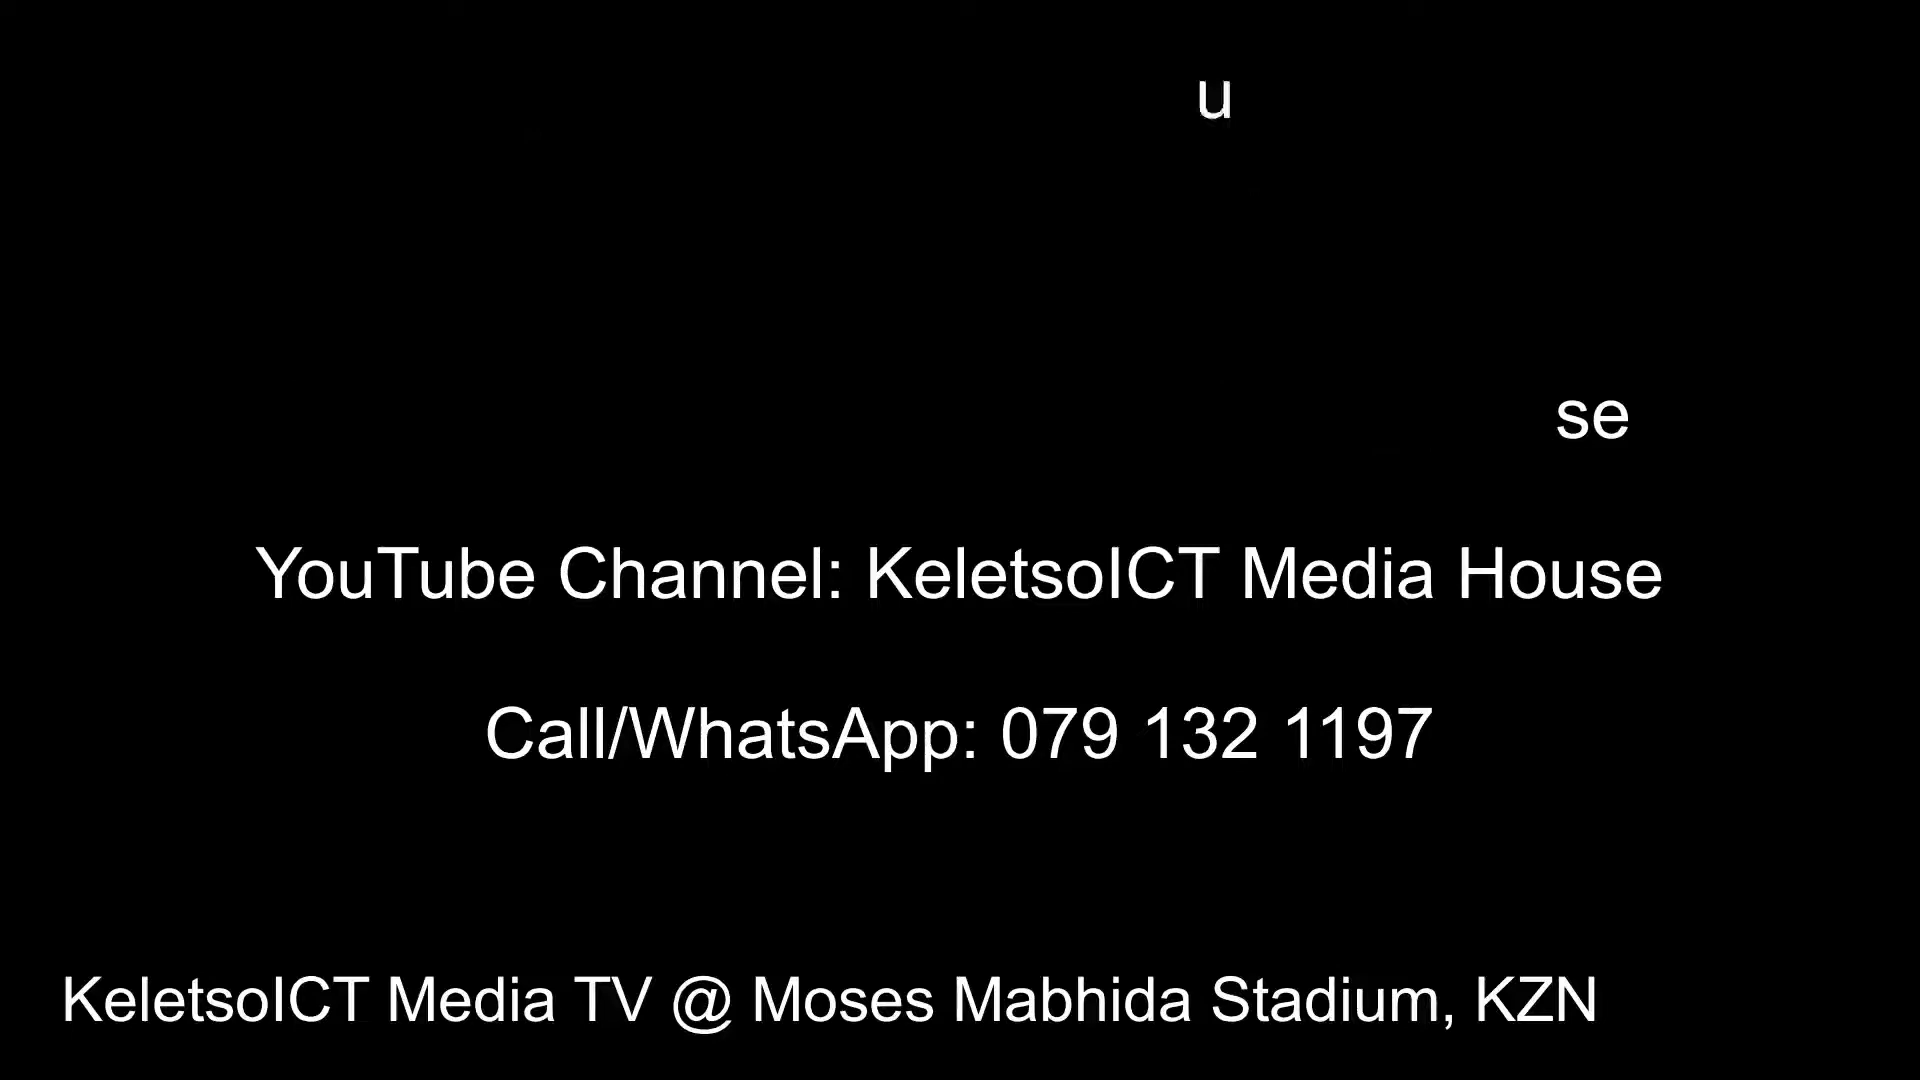 u
se
YouTube Channel: KeletsoICT Media House
Call/WhatsApp: 079 132 1197
KeletsoICT Media TV @ Moses Mabhida Stadium, KZN